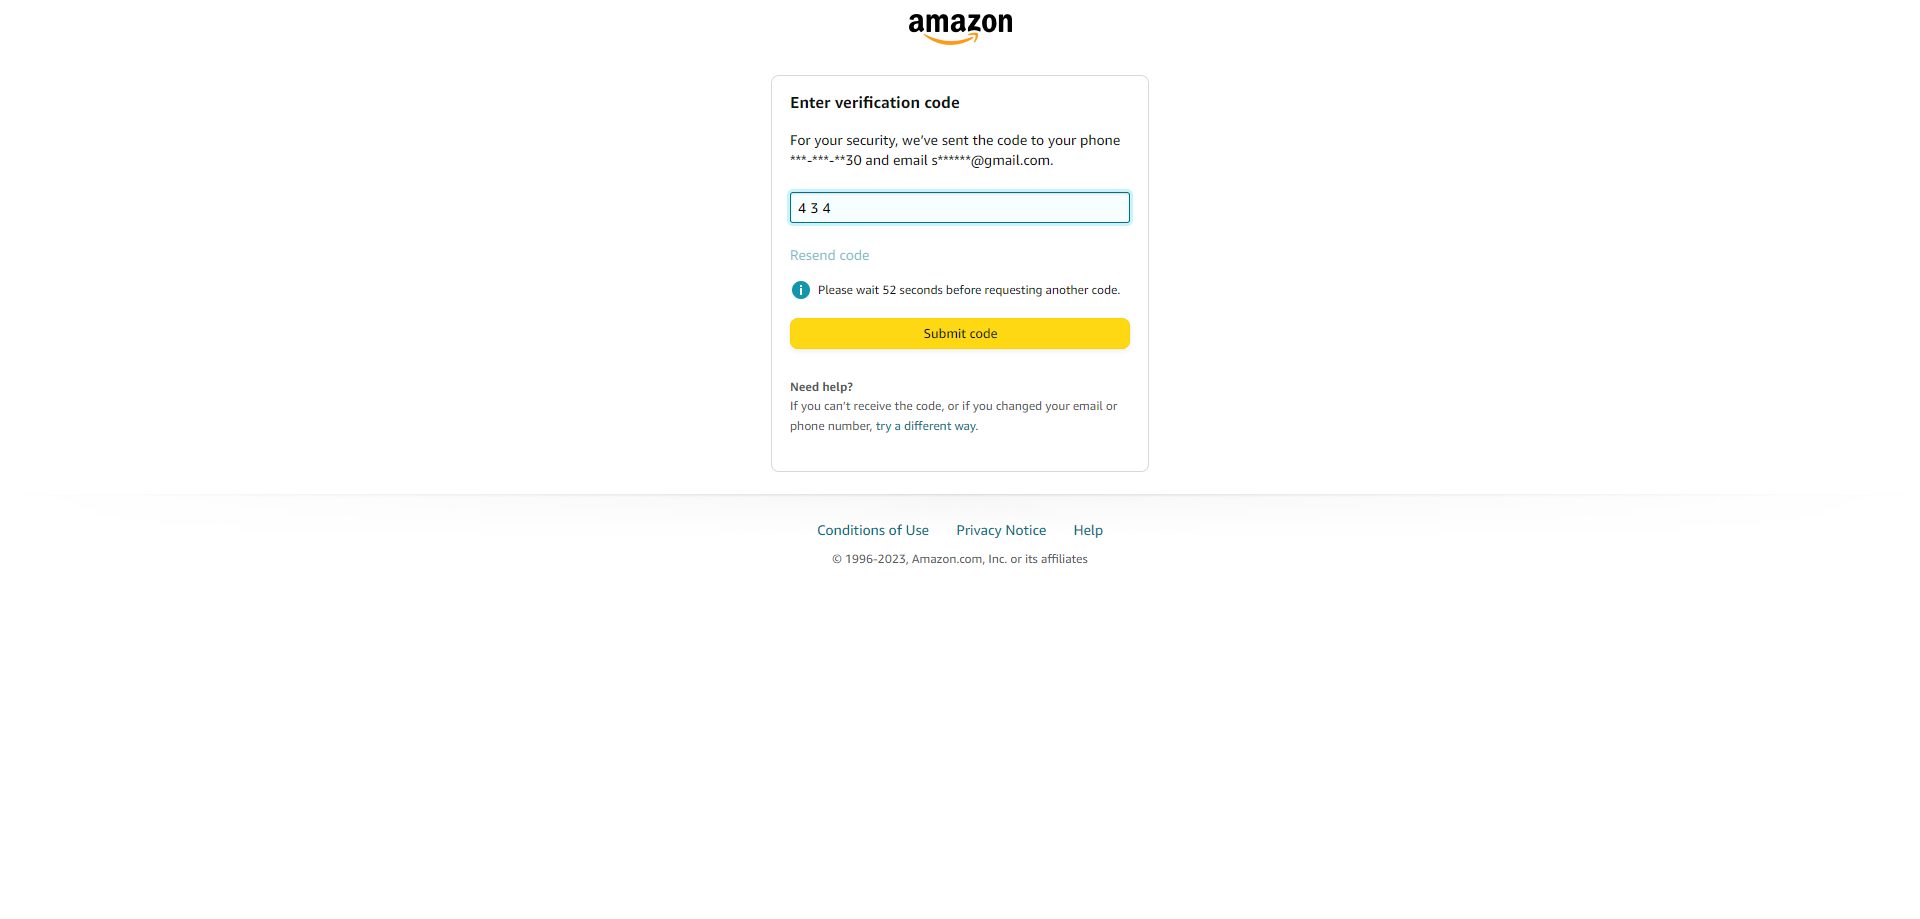 amazon
Enter verification code
For your security, we've sent the code to your phone
***-***-**30 and email s******@gmail.com.
4 3 4
Resend code
i Please wait 52 seconds before requesting another code.
Submit code
Need help?
If you can't receive the code, or if you changed your email or
phone number, try a different way.
Conditions of Use Privacy Notice Help
© 1996-2023, Amazon.com, Inc. or its affiliates